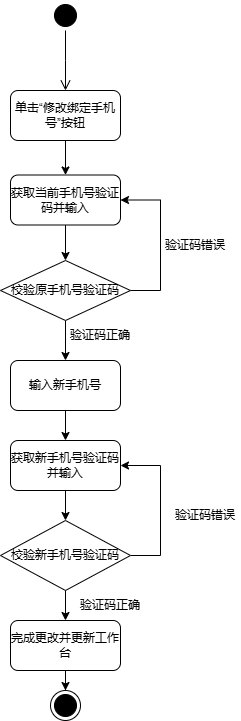 单击“修改绑定手机
号”按钮
获取当前手机号验证
码并输入
验证码错误
校验原手机号验证码
验证码正确
输入新手机号
获取新手机号验证码
并输入
验证码错误
校验新手机号验证码
验证码正确
完成更改并更新工作
台